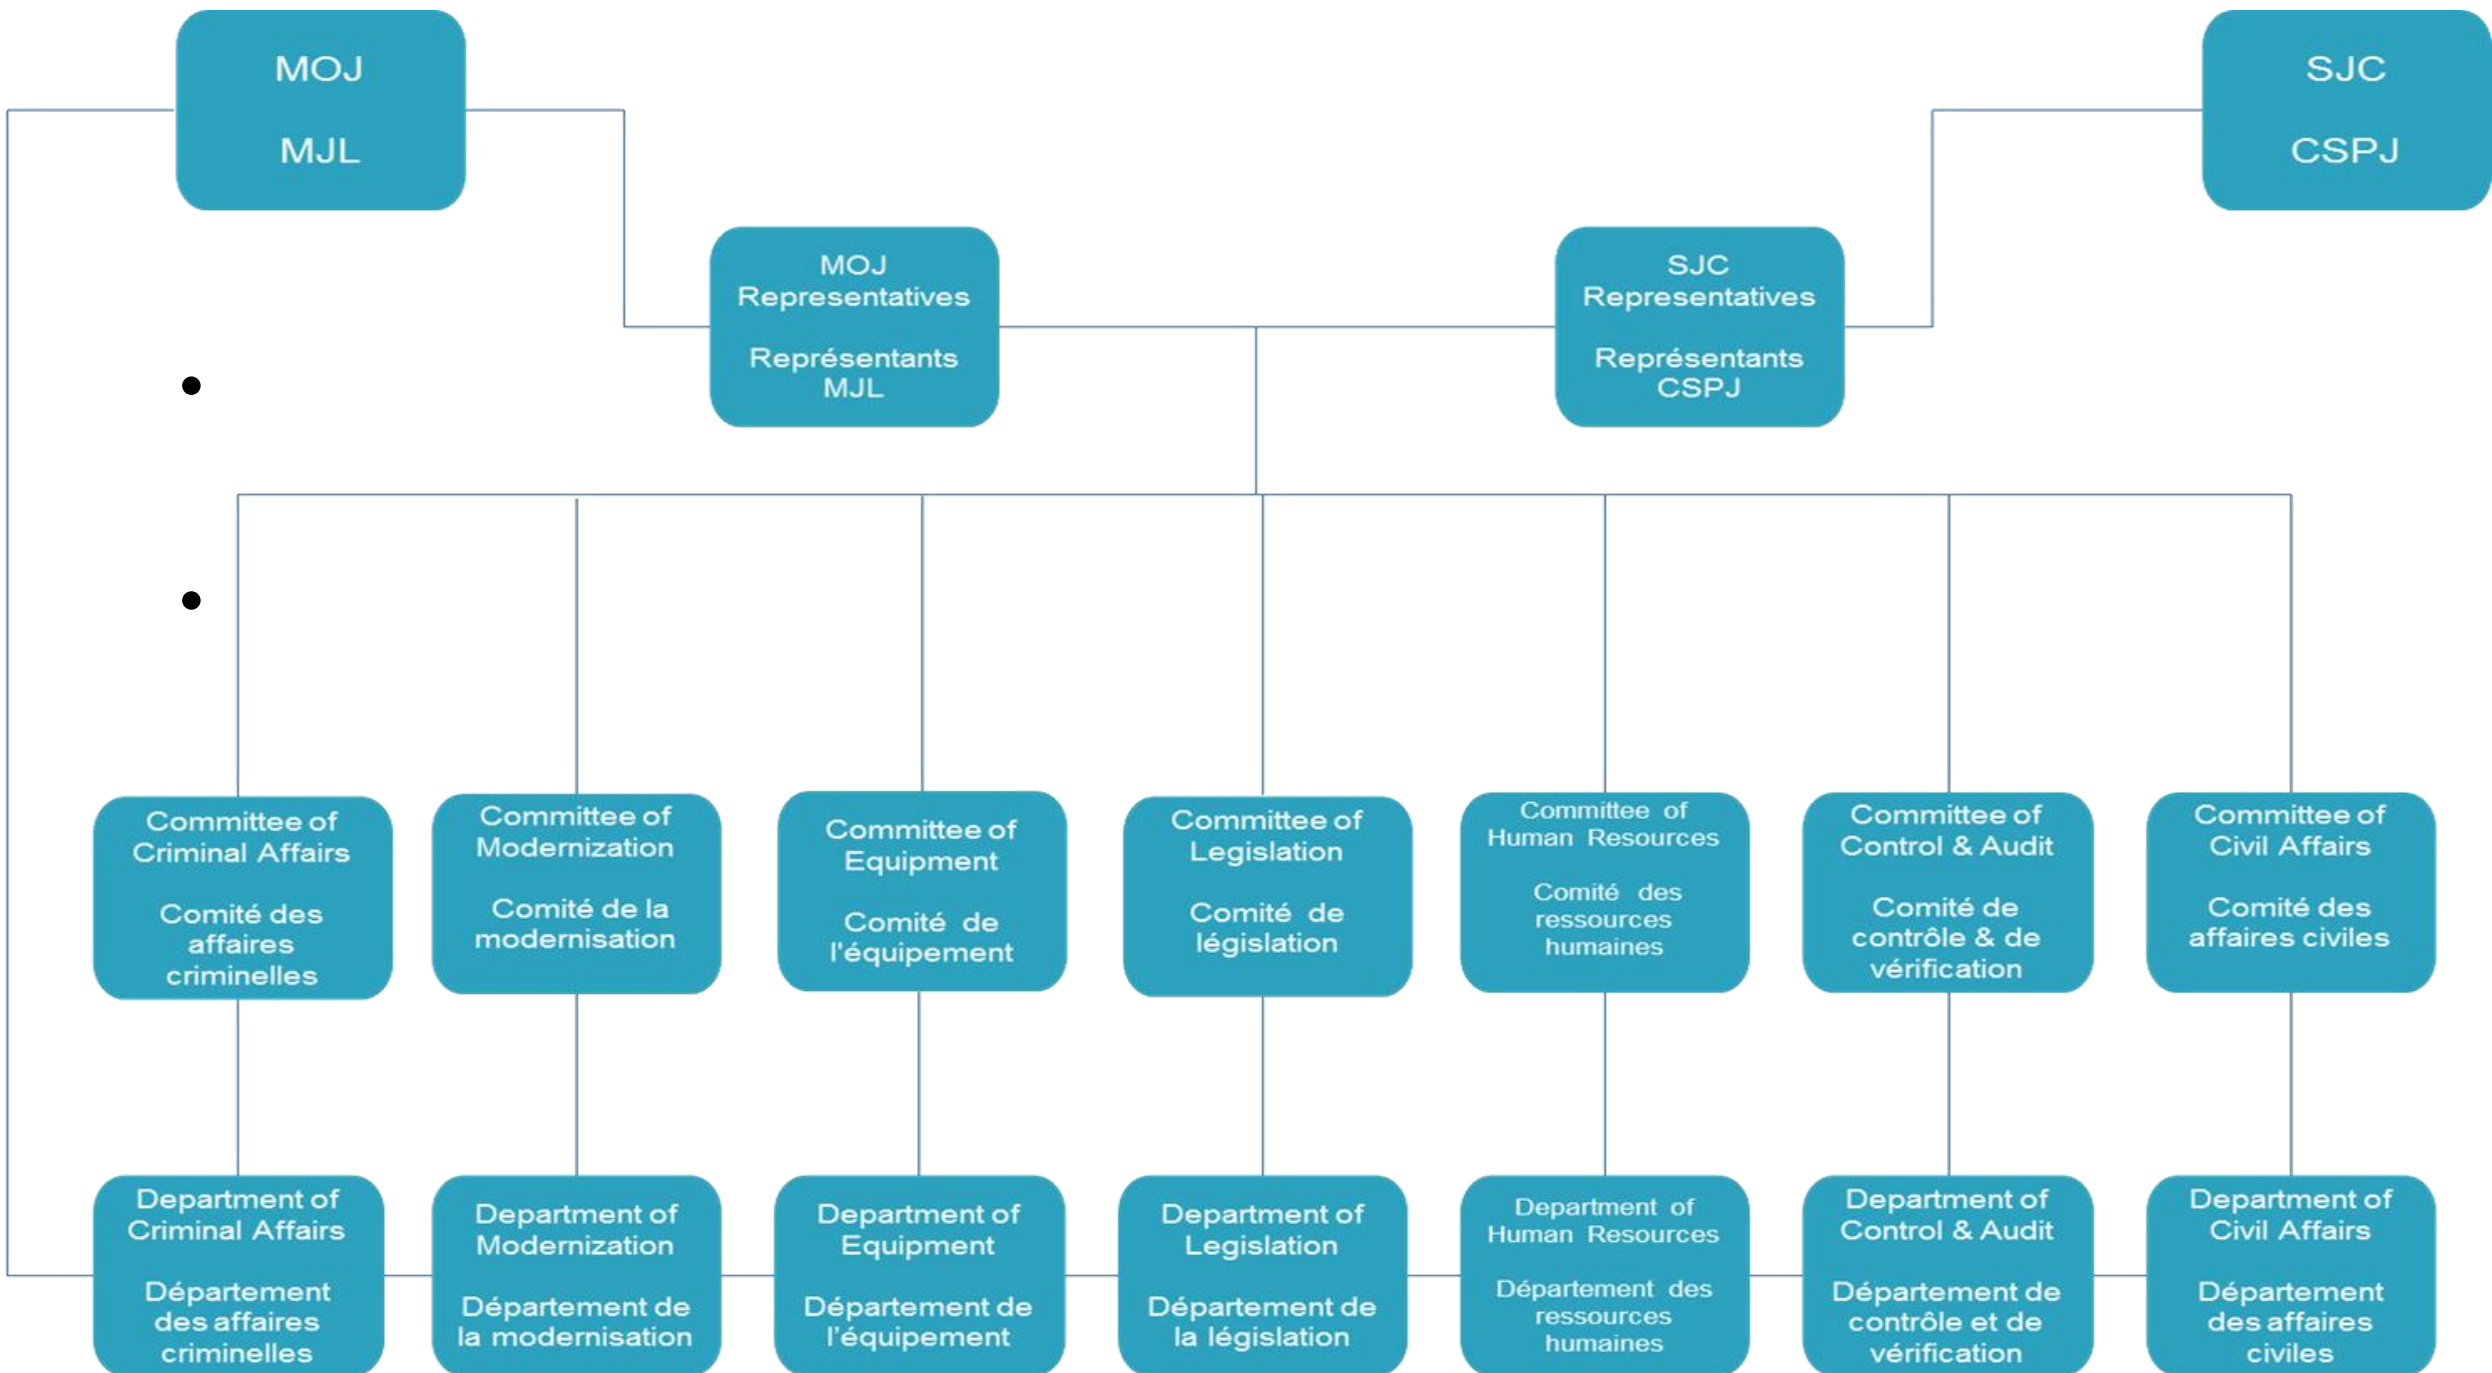 MOJ
MJL
SJC
CSPJ
MOJ
Representatives
Représentants
MJL
SJC
Representatives
Représentants
CSPJ
Committee of
Criminal Affairs
Comité des
affaires
criminelles
Committee of
Modernization
Comité de la
modernisation
Committee of
Equipment
Comité de
l'équipement
Committee of
Legislation
Comité de
législation
Committee of
Human Resources
Comité des
ressources
humaines
Committee of
Control & Audit
Comité de
contrôle & de
vérification
Committee of
Civil Affairs
Comité des
affaires civiles
Department of
Criminal Affairs
Département
des affaires
criminelles
Department of
Modernization
Département de
la modernisation
Department of
Equipment
Département de
l'équipement
Department of
Legislation
Département de
la législation
Department of
Human Resources
Département des
ressources
humaines
Department of
Control & Audit
Département de
contrôle et de
vérification
Department of
Civil Affairs
Département
des affaires
civiles